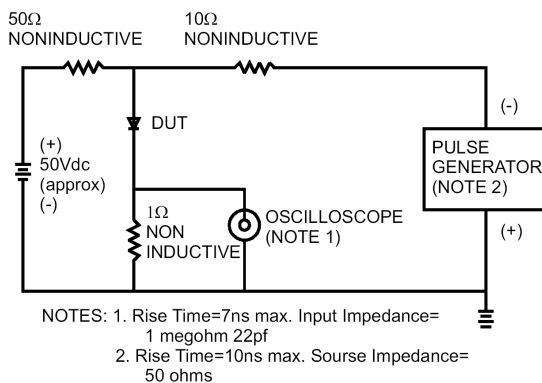 50Ω
NONINDUCTIVE
10Ω
NONINDUCTIVE
(+)
50Vdc
(approx)
(-)
DUT
1Ω
NON
INDUCTIVE
OSCILLOSCOPE
(NOTE 1)
(-)
PULSE
GENERATOR
(NOTE 2)
(+)
NOTES: 1. Rise Time=7ns max. Input Impedance=
1 megohm 22pf
2. Rise Time=10ns max. Sourse Impedance=
50 ohms